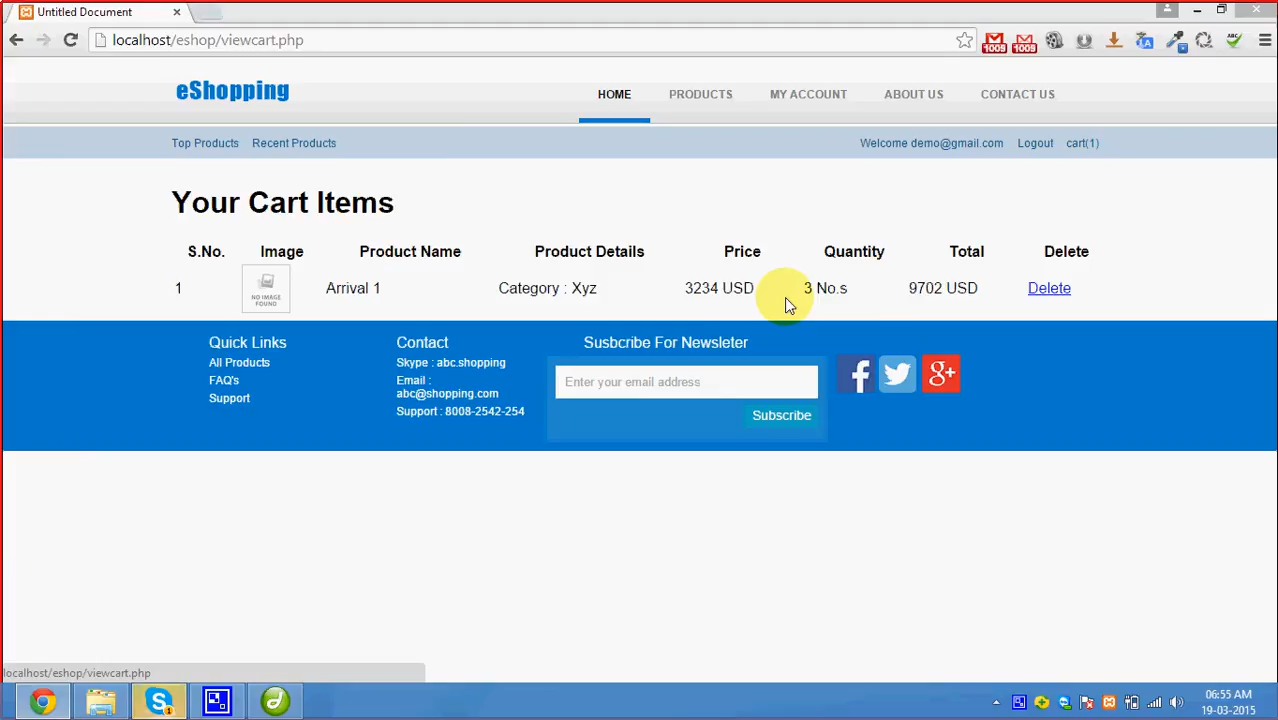 Untitled Document
localhost/eshop/viewcart.php
1009 1009 ABC
eShopping
HOME PRODUCTS MY ACCOUNT ABOUT US CONTACT US
Top Products Recent Products Welcome demo@gmail.com Logout cart(1)
Your Cart Items
S.No. Image Product Name Product Details Price Quantity Total Delete
1 NO IMAGE FOUND Arrival 1 Category : Xyz 3234 USD 3 No.s 9702 USD Delete
Quick Links Contact Susbcribe For Newsleter
All Products Skype : abc.shopping
FAQ's Email :
abc@shopping.com
Enter your email address
Support Support : 8008-2542-254
Subscribe
localhost/eshop/viewcart.php
06:55 AM
19-03-2015